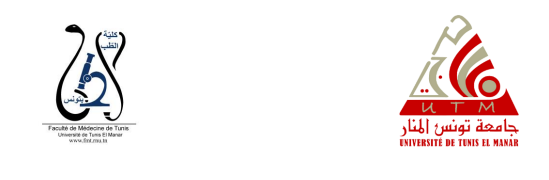 كليّة
الطب
بتونس
Faculté de Médecine de Tunis
Université de Tunis El Manar
www.fmt.rnu.tn
U T M
جامعة تونس المنار
UNIVERSITÉ DE TUNIS EL MANAR